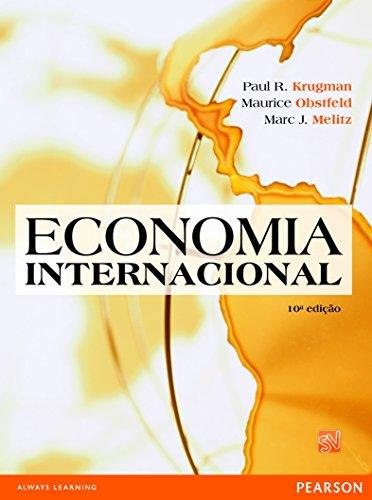 Paul R. Krugman
Maurice Obstfeld
Marc J. Melitz
ECONOMIA
INTERNACIONAL
10ª edição
SV
ALWAYS LEARNING
PEARSON